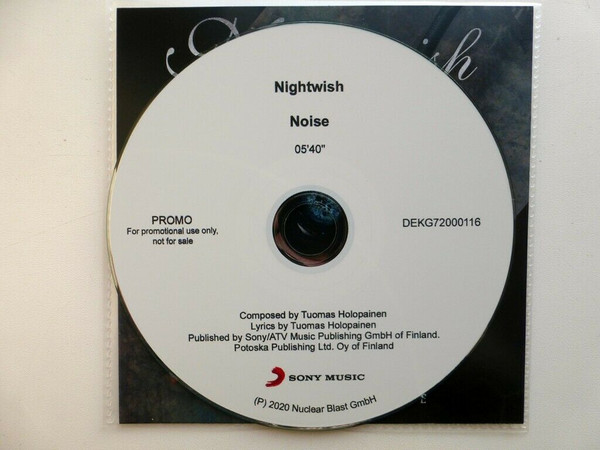 Nightwish
Noise
05'40"
PROMO
For promotional use only,
not for sale
DEKG72000116
Composed by Tuomas Holopainen
Lyrics by Tuomas Holopainen
Published by Sony/ATV Music Publishing GmbH of Finland.
Potoska Publishing Ltd. Oy of Finland
SONY MUSIC
(P) 2020 Nuclear Blast GmbH